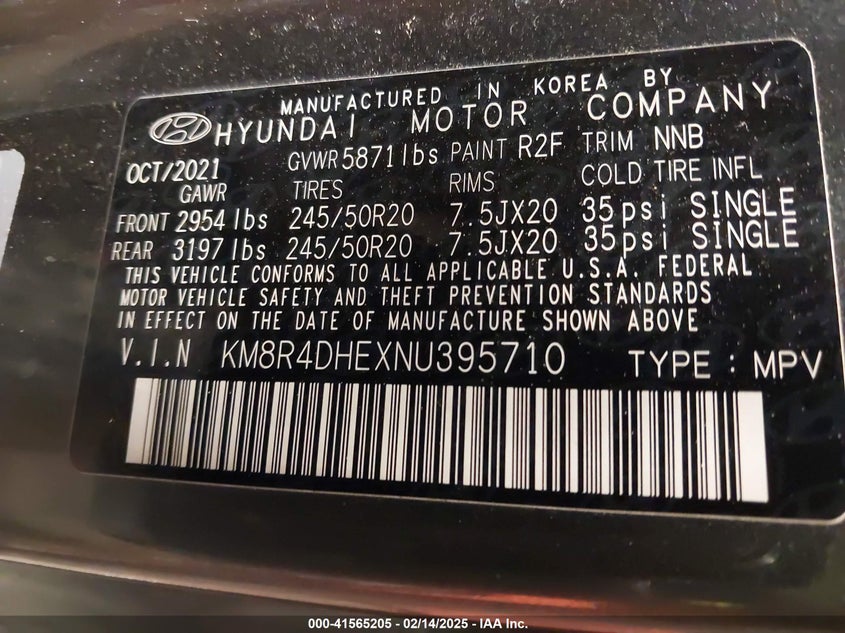 MANUFACTURED IN KOREA BY
HYUNDAI MOTOR COMPANY
OCT/2021 GVWR 5871lbs PAINT R2F TRIM NNB
GAWR TIRES RIMS COLD TIRE INFL
FRONT 2954 lbs 245/50R20 7.5JX20 35psi SINGLE
REAR 3197 lbs 245/50R20 7.5JX20 35psi SINGLE
THIS VEHICLE CONFORMS TO ALL APPLICABLE U.S.A. FEDERAL
MOTOR VEHICLE SAFETY AND THEFT PREVENTION STANDARDS
IN EFFECT ON THE DATE OF MANUFACTURE SHOWN ABOVE
V.I.N KM8R4DHEXNU395710 TYPE : MPV
000-41565205 - 02/14/2025 - IAA Inc.